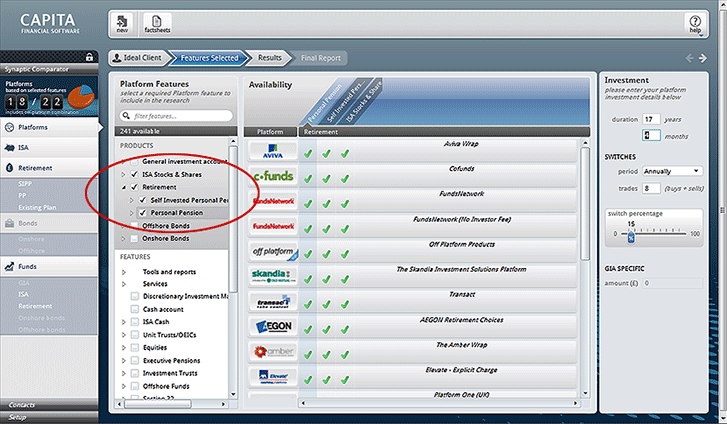 CAPITA
FINANCIAL SOFTWARE
new
factsheets
help
Synaptic Comparator
Ideal Client
Features Selected
Results
Final Report
Platforms
based on selected features
18 / 22
Platforms
ISA
Retirement
SIPP
PP
Existing Plan
Bonds
Onshore
Offshore
Funds
GIA
ISA
Retirement
Onshore bonds
Offshore bonds
Contacts
Setup
Platform Features
select a required Platform feature to
include in the research
filter features...
241 available
PRODUCTS
General investment account
ISA Stocks & Shares
Retirement
Self Invested Personal Pe
Personal Pension
Offshore Bonds
Onshore Bonds
FEATURES
Tools and reports
Services
Discretionary Investment Ma
Cash account
ISA Cash
Unit Trusts/OEICs
Equities
Executive Pensions
Investment Trusts
Offshore Funds
Section 32
Availability
Personal Pension
Self Invested Pers...
ISA Stocks & Share
Platform
Retirement
AVIVA
Aviva Wrap
cofunds
Cofunds
FundsNetwork
FundsNetwork
FundsNetwork
FundsNetwork (No Investor Fee)
off platform
Off Platform Products
skandia
The Skandia Investment Solutions Platform
transact
Transact
AEGON
AEGON Retirement Choices
amber
The Amber Wrap
Elevate
Elevate - Explicit Charge
Platform One (UK)
Investment
please enter your platform
investment details below
duration 17 years
4 months
SWITCHES
period Annually
trades 8 (buys + sells)
switch percentage
15
0 % 100
GIA SPECIFIC
amount (£) 0